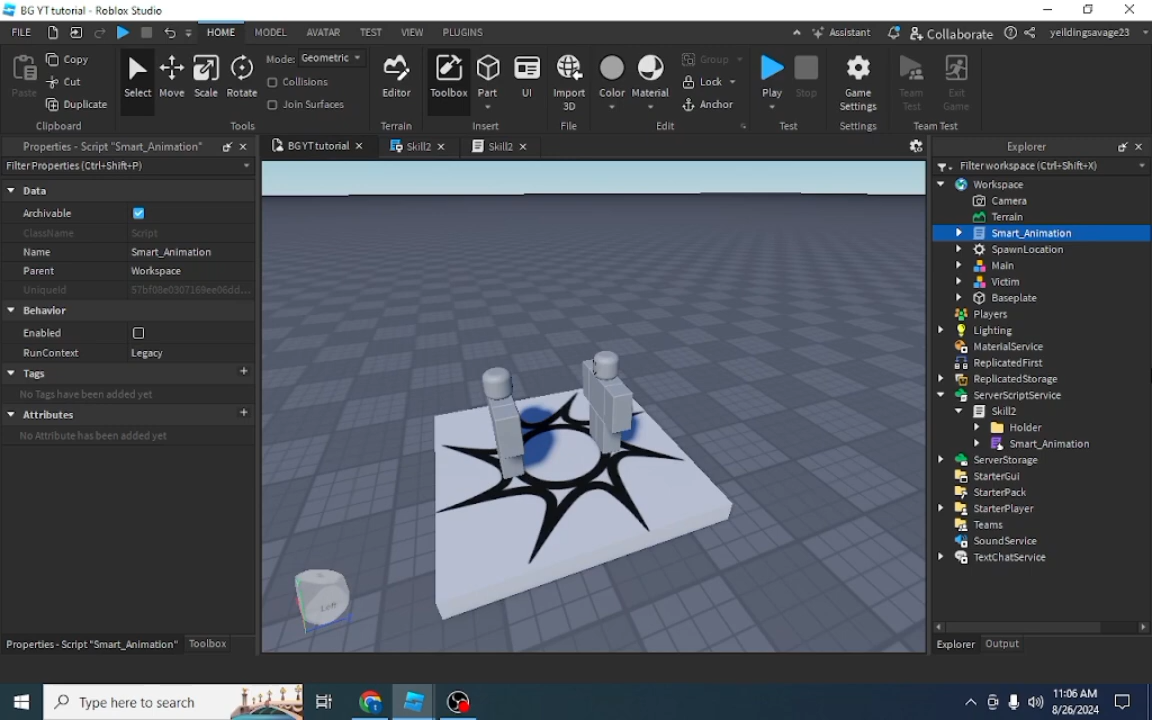 BG YT tutorial - Roblox Studio
FILE HOME MODEL AVATAR TEST VIEW PLUGINS Assistant Collaborate yeildingsavage23
Copy
Mode: Geometric
Group
Paste Cut Select Move Scale Rotate Collisions Editor Toolbox Part UI Import 3D Color Material Lock Play Stop Game Settings Team Test Exit Game
Duplicate
Join Surfaces
Anchor
Clipboard Tools Terrain Insert File Edit Test Settings Team Test
Properties - Script "Smart_Animation"
BG YT tutorial Skill2 Skill2
Explorer
Filter Properties (Ctrl+Shift+P)
Filter workspace (Ctrl+Shift+X)
Data
Archivable
ClassName Script
Name Smart_Animation
Parent Workspace
UniqueId 57bf08e0307169ee06dd...
Behavior
Enabled
RunContext Legacy
Tags
No Tags have been added yet
Attributes
No Attribute has been added yet
Left
Workspace
Camera
Terrain
Smart_Animation
SpawnLocation
Main
Victim
Baseplate
Players
Lighting
MaterialService
ReplicatedFirst
ReplicatedStorage
ServerScriptService
Skill2
Holder
Smart_Animation
ServerStorage
StarterGui
StarterPack
StarterPlayer
Teams
SoundService
TextChatService
Properties - Script "Smart_Animation" Toolbox
Explorer Output
Type here to search
11:06 AM
8/26/2024